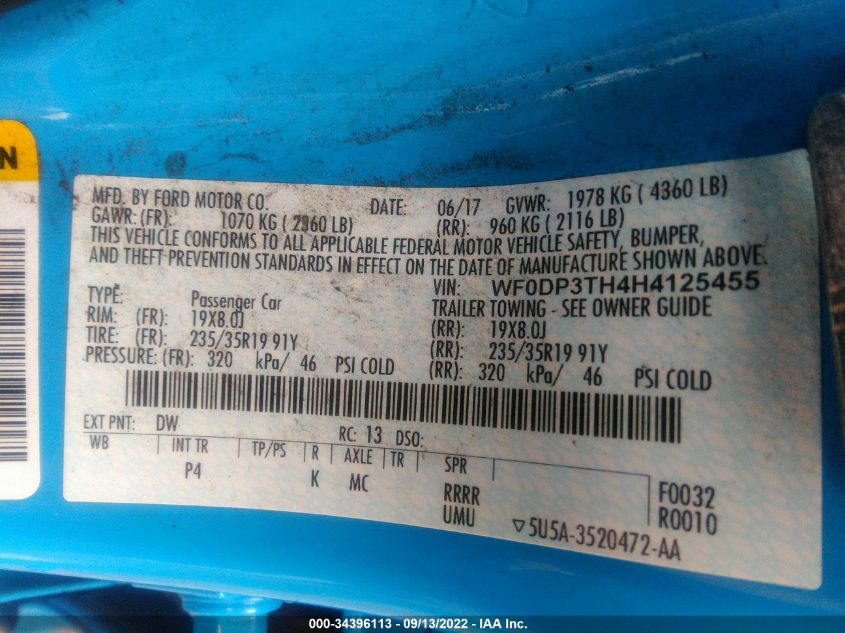 N
MFD. BY FORD MOTOR CO. DATE: 06/17 GVWR: 1978 KG ( 4360 LB)
GAWR: (FR): 1070 KG ( 2360 LB) (RR): 960 KG ( 2116 LB)
THIS VEHICLE CONFORMS TO ALL APPLICABLE FEDERAL MOTOR VEHICLE SAFETY, BUMPER,
AND THEFT PREVENTION STANDARDS IN EFFECT ON THE DATE OF MANUFACTURE SHOWN ABOVE.
VIN: WF0DP3TH4H4125455
TYPE: Passenger Car TRAILER TOWING - SEE OWNER GUIDE
RIM: (FR): 19X8.0J (RR): 19X8.0J
TIRE: (FR): 235/35R19 91Y (RR): 235/35R19 91Y
PRESSURE: (FR): 320 kPa/ 46 PSI COLD (RR): 320 kPa/ 46 PSI COLD
EXT PNT: DW RC: 13 DSO:
WB INT TR TP/PS R AXLE TR SPR
P4 K MC RRRR F0032
UMU R0010
▽5U5A-3520472-AA
000-34396113 - 09/13/2022 - IAA Inc.